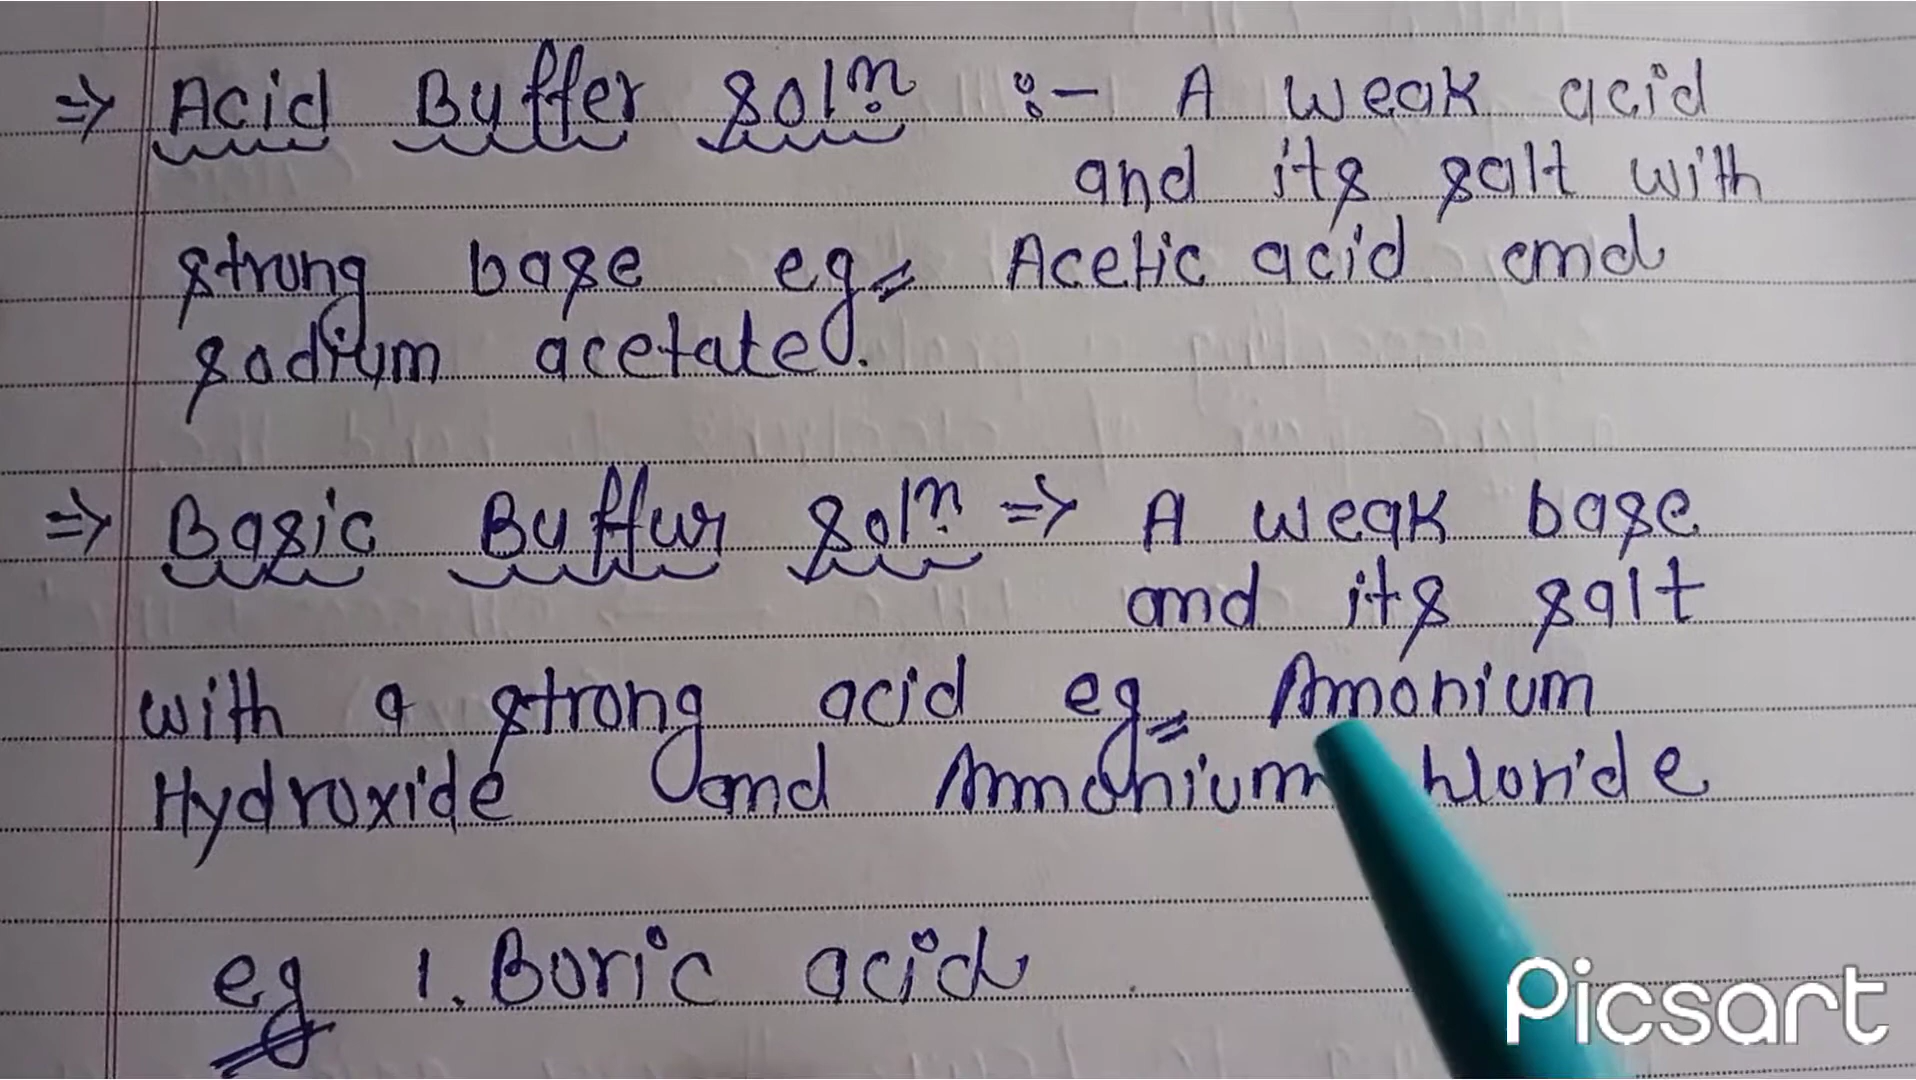 ⇒ Acid Buffer solⁿ :- A weak acid
and its salt with
strong base eg= Acetic acid and
sodium acetate.
⇒ Basic Buffur solⁿ ⇒ A weak base
and its salt
with a strong acid eg= Amonium
Hydroxide and Ammonium hloride
eg 1. Boric acid
Picsart